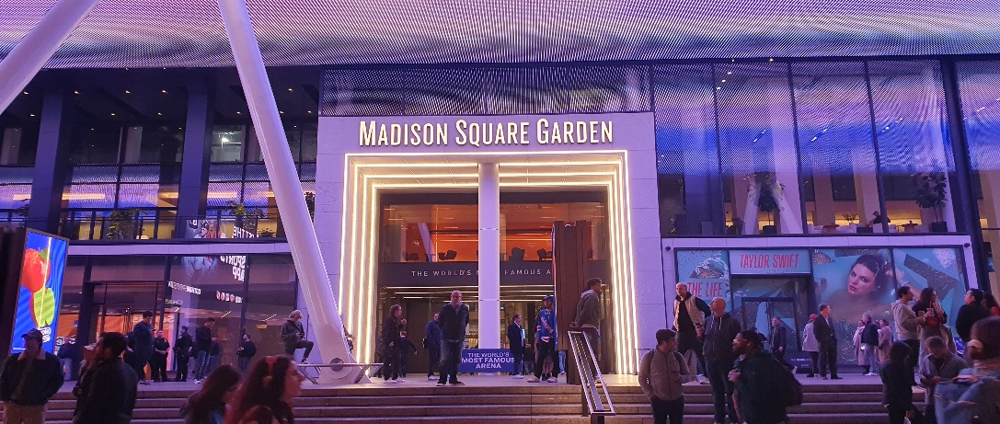 MADISON SQUARE GARDEN
TAYLOR SWIFT
THE LIFE
THE WORLD'S
FAMOUS A
THE WORLD'S
MOST FAMOUS
ARENA